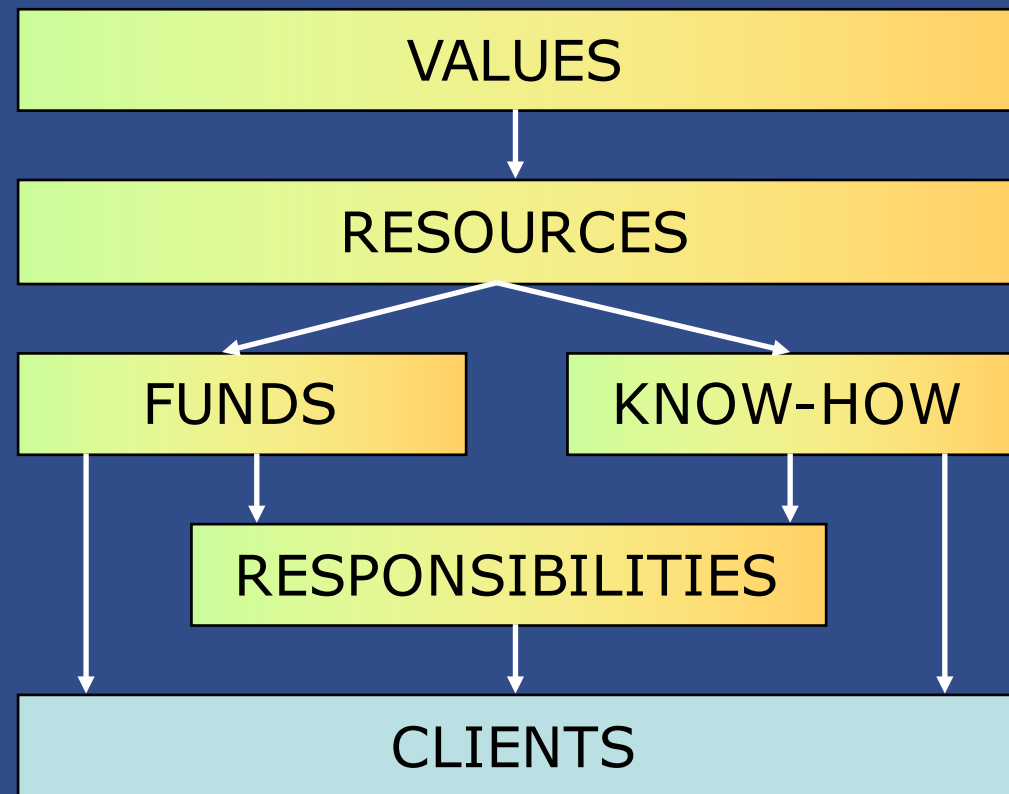 VALUES
RESOURCES
FUNDS
KNOW-HOW
RESPONSIBILITIES
CLIENTS